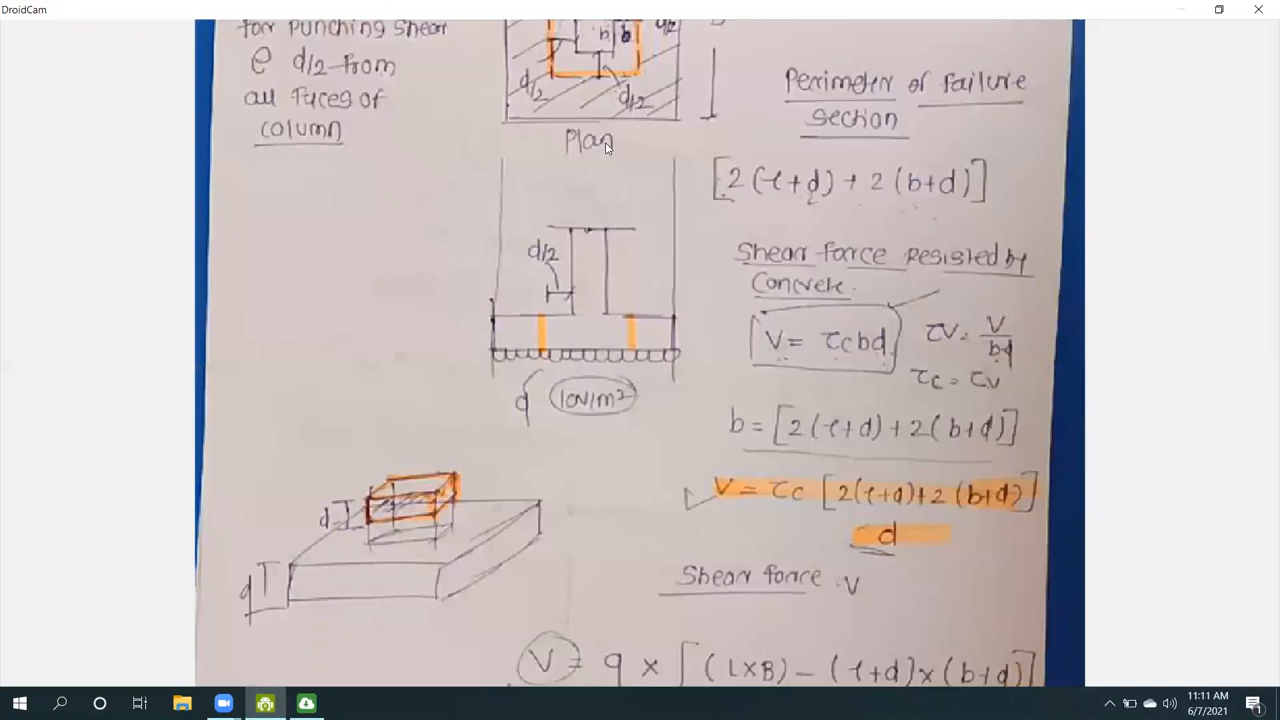 DroidCam
for Punching shear
@ d/2 from
all faces of
column
b
b
d/2
d/2
d/2
Plan
Perimeter of failure
section
[2(l+d) + 2(b+d)]
d/2
Shear force Resisted by
Concrete.
V = τcbd
τv = V/bd
τc = τv
q
kN/m²
b = [2(l+d)+2(b+d)]
V = τc [2(l+d)+2(b+d)]
d
d
d
Shear force V
V = q × [(L×B) - (l+d)×(b+d)]
11:11 AM
6/7/2021
1